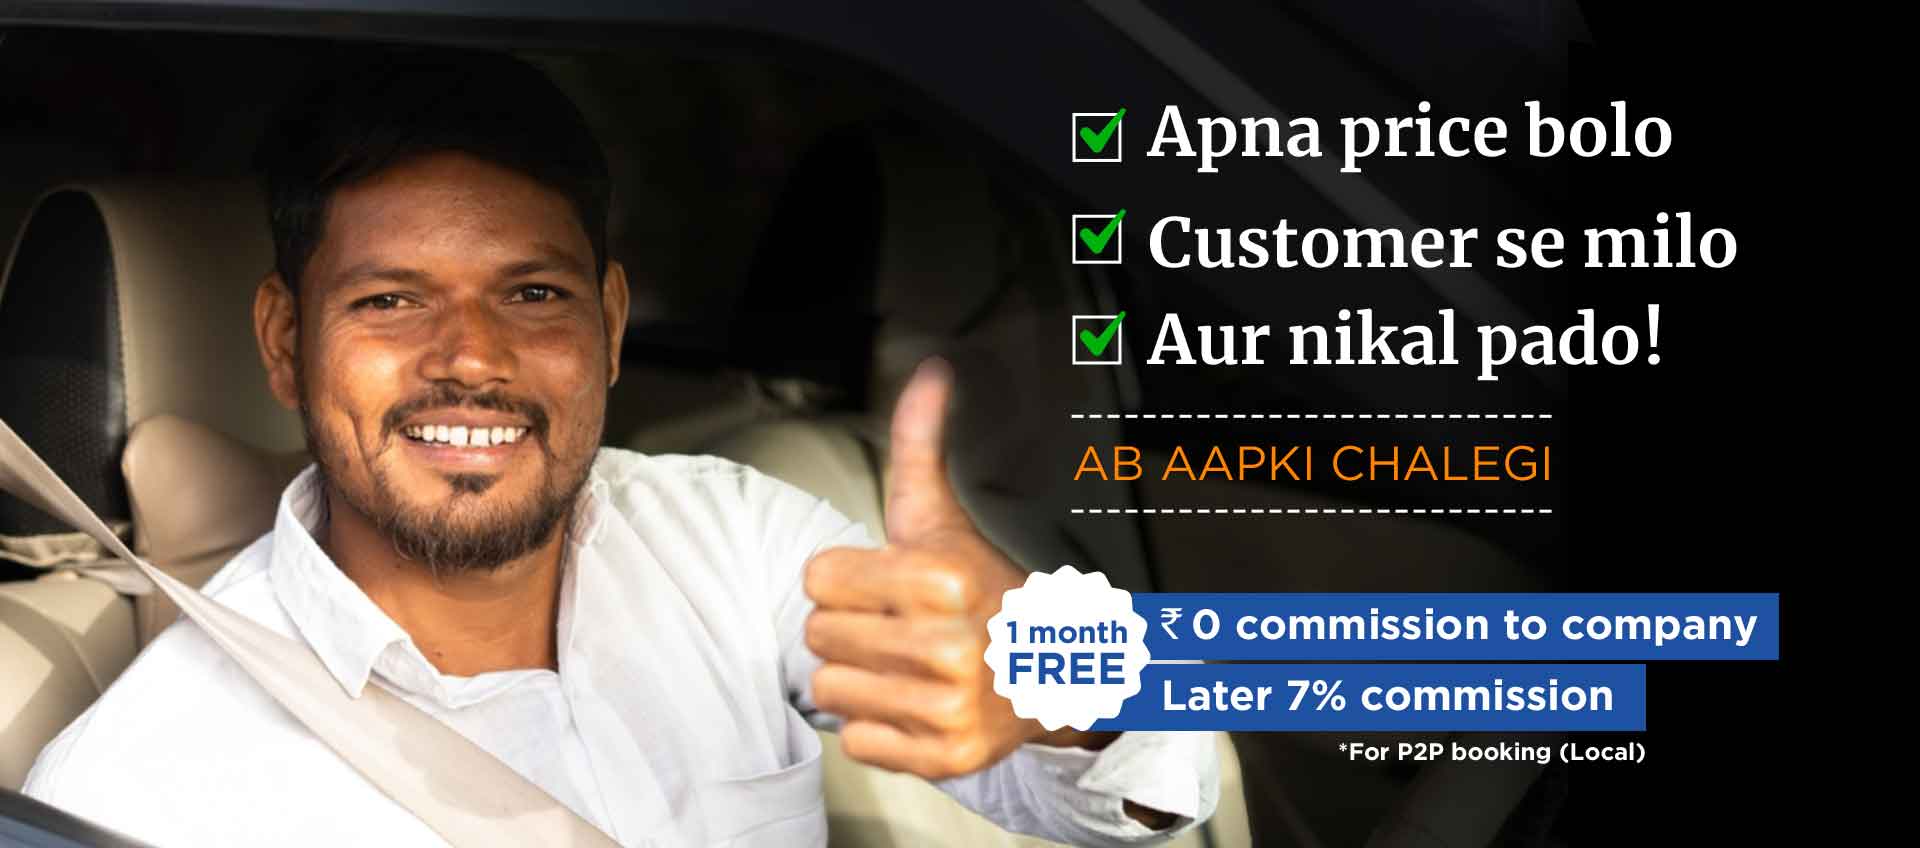 Apna price bolo
Customer se milo
Aur nikal pado!
AB AAPKI CHALEGI
1 month
FREE
₹ 0 commission to company
Later 7% commission
*For P2P booking (Local)